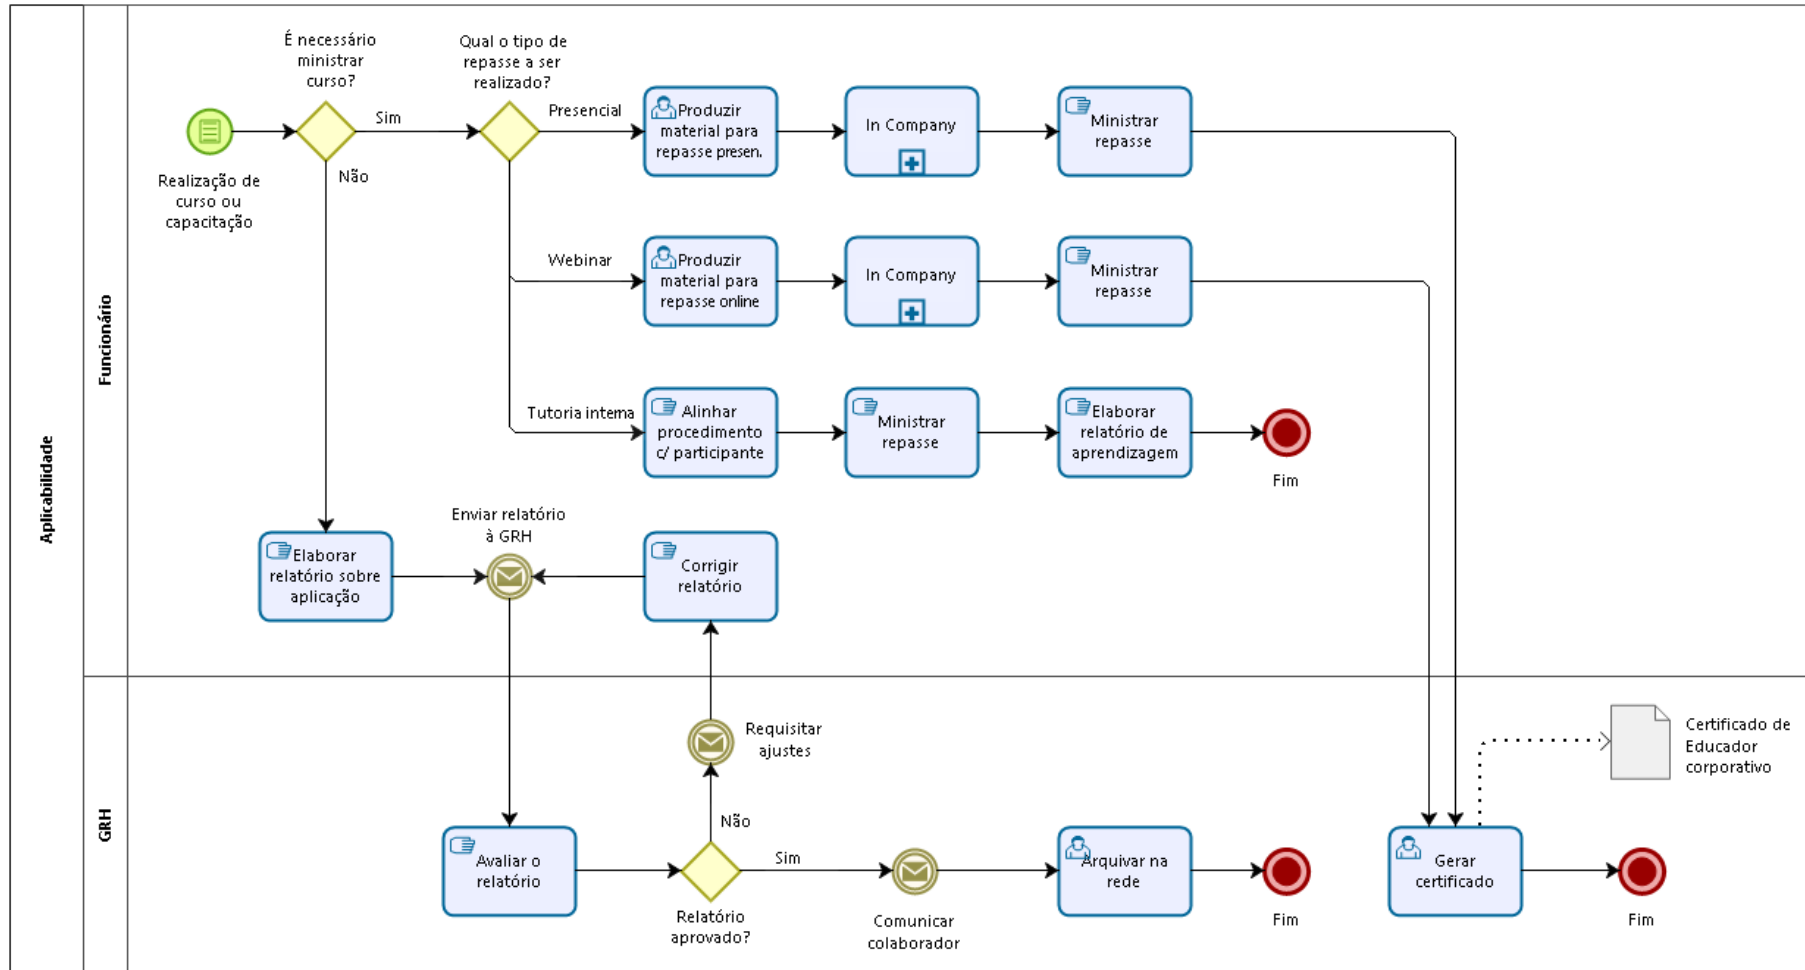 É necessário
ministrar
curso?
Qual o tipo de
repasse a ser
realizado?
Sim
Não
Presencial
Webinar
Tutoria interna
Realização de
curso ou
capacitação
Produzir
material para
repasse presen.
In Company
Ministrar
repasse
Produzir
material para
repasse online
In Company
Ministrar
repasse
Alinhar
procedimento
c/ participante
Ministrar
repasse
Elaborar
relatório de
aprendizagem
Fim
Funcionário
Aplicabilidade
Elaborar
relatório sobre
aplicação
Enviar relatório
à GRH
Corrigir
relatório
Requisitar
ajustes
GRH
Avaliar o
relatório
Não
Sim
Relatório
aprovado?
Comunicar
colaborador
Arquivar na
rede
Fim
Gerar
certificado
Certificado de
Educador
corporativo
Fim